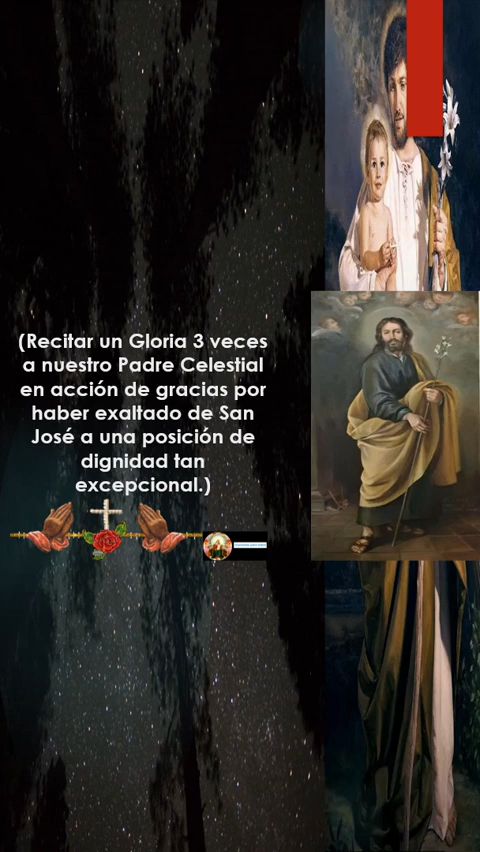 (Recitar un Gloria 3 veces
a nuestro Padre Celestial
en acción de gracias por
haber exaltado de San
José a una posición de
dignidad tan
excepcional.)